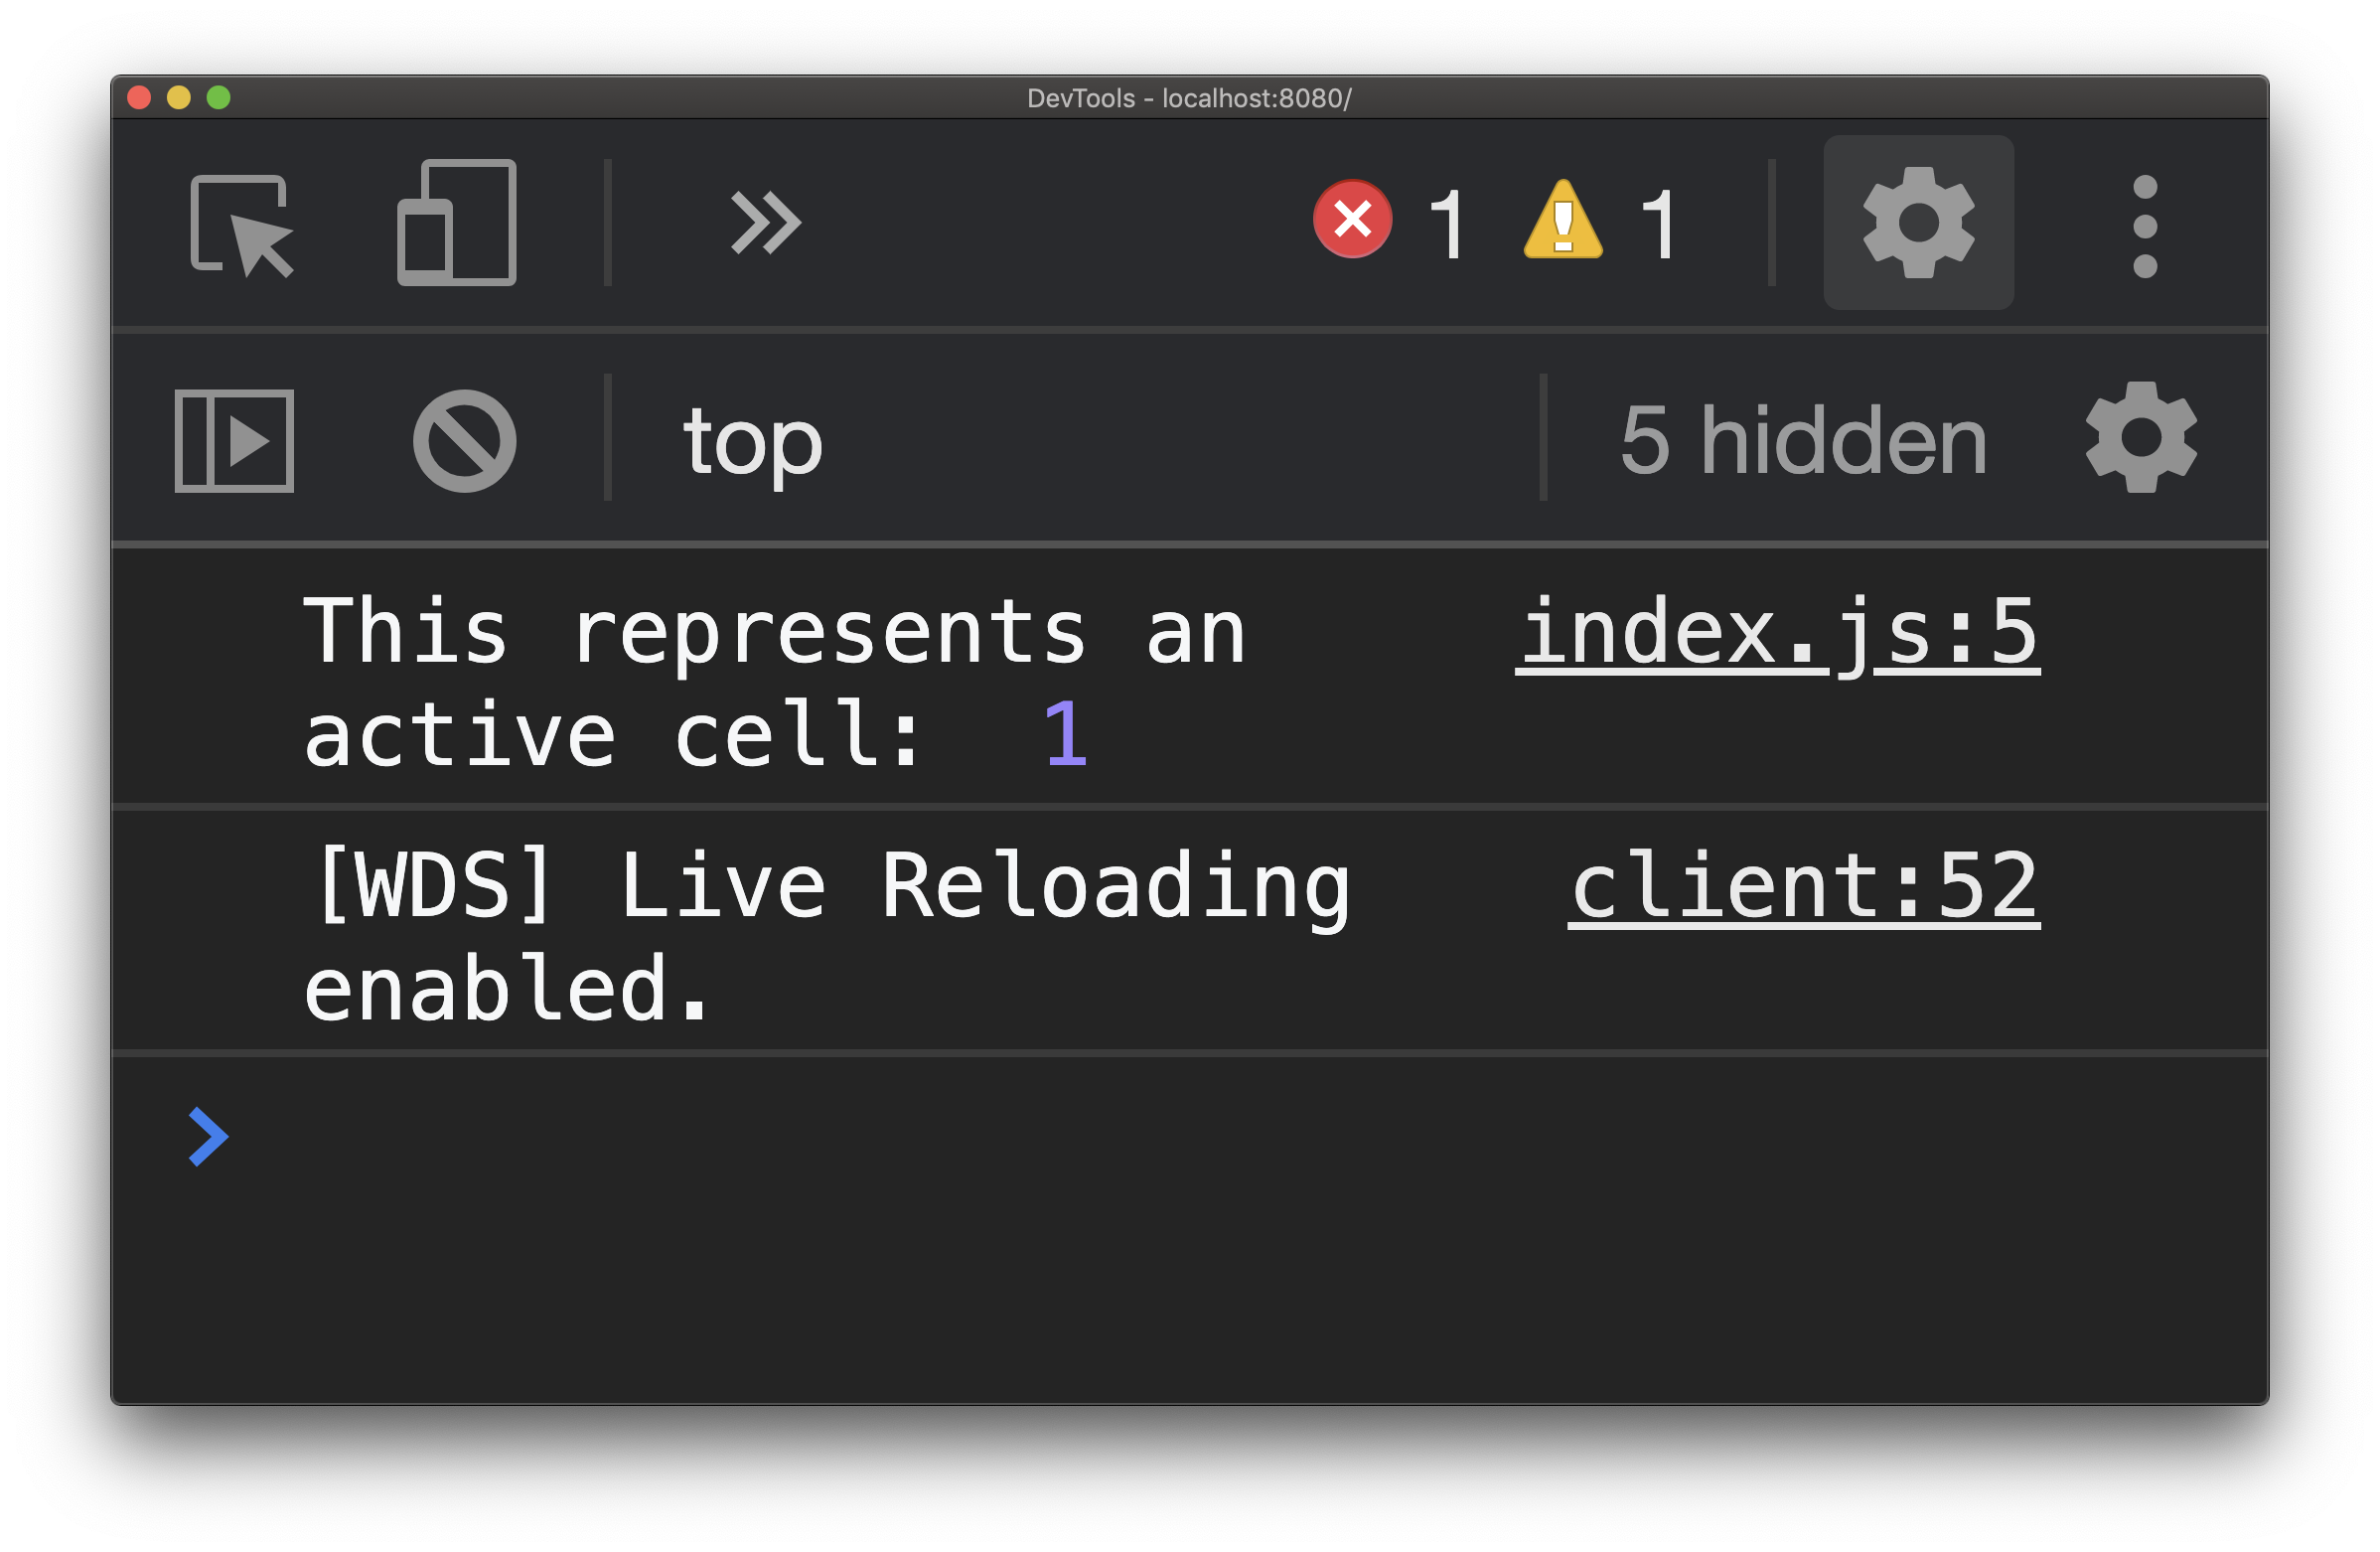 DevTools - localhost:8080/
1 1
top 5 hidden
This represents an index.js:5
active cell:  1
[WDS] Live Reloading client:52
enabled.